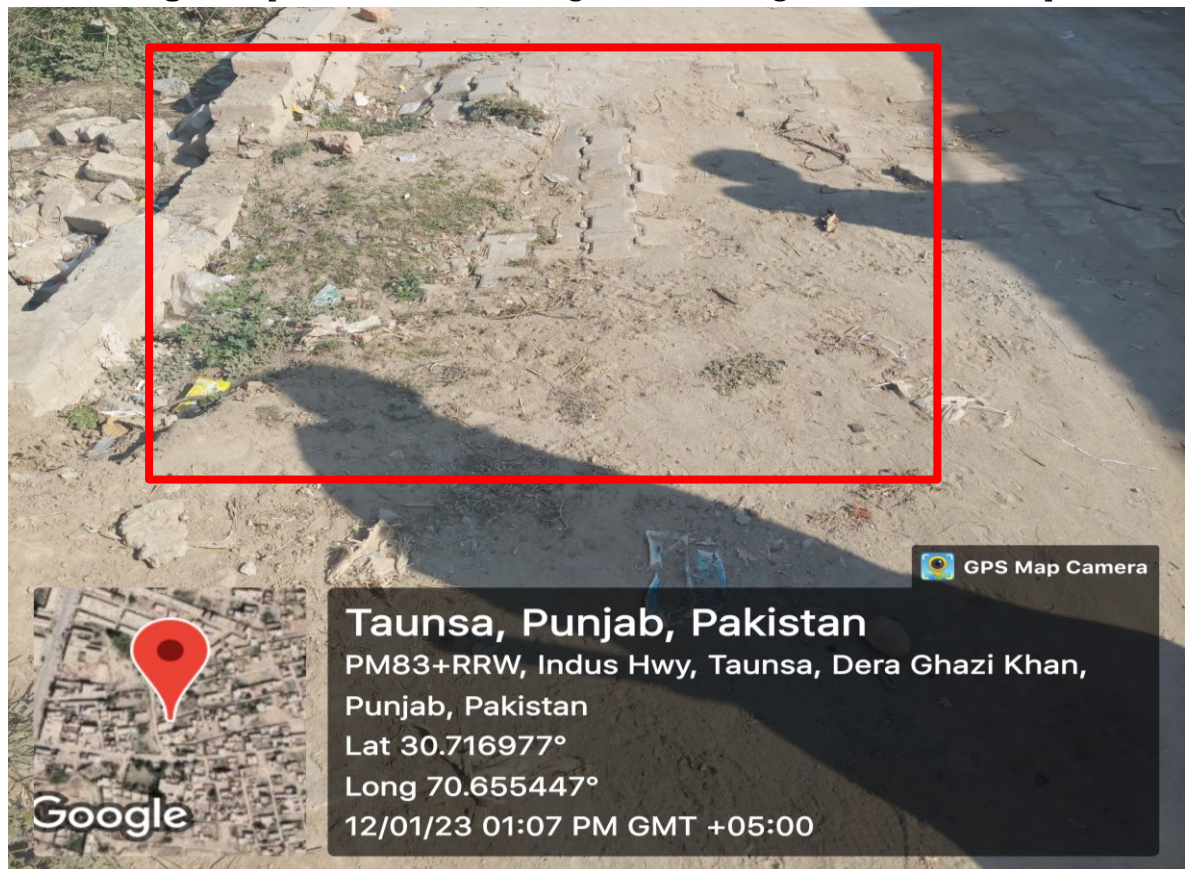 GPS Map Camera
Taunsa, Punjab, Pakistan
PM83+RRW, Indus Hwy, Taunsa, Dera Ghazi Khan,
Punjab, Pakistan
Lat 30.716977°
Long 70.655447°
12/01/23 01:07 PM GMT +05:00
Google